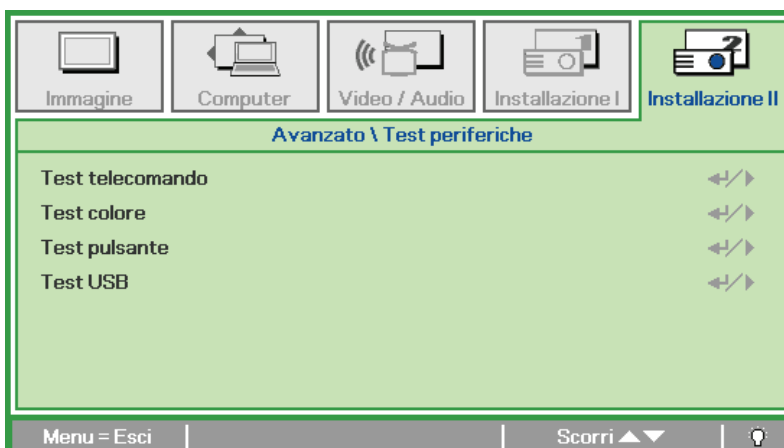 Immagine
Computer
Video / Audio
Installazione I
Installazione II
Avanzato \ Test periferiche
Test telecomando
Test colore
Test pulsante
Test USB
Menu = Esci
Scorri